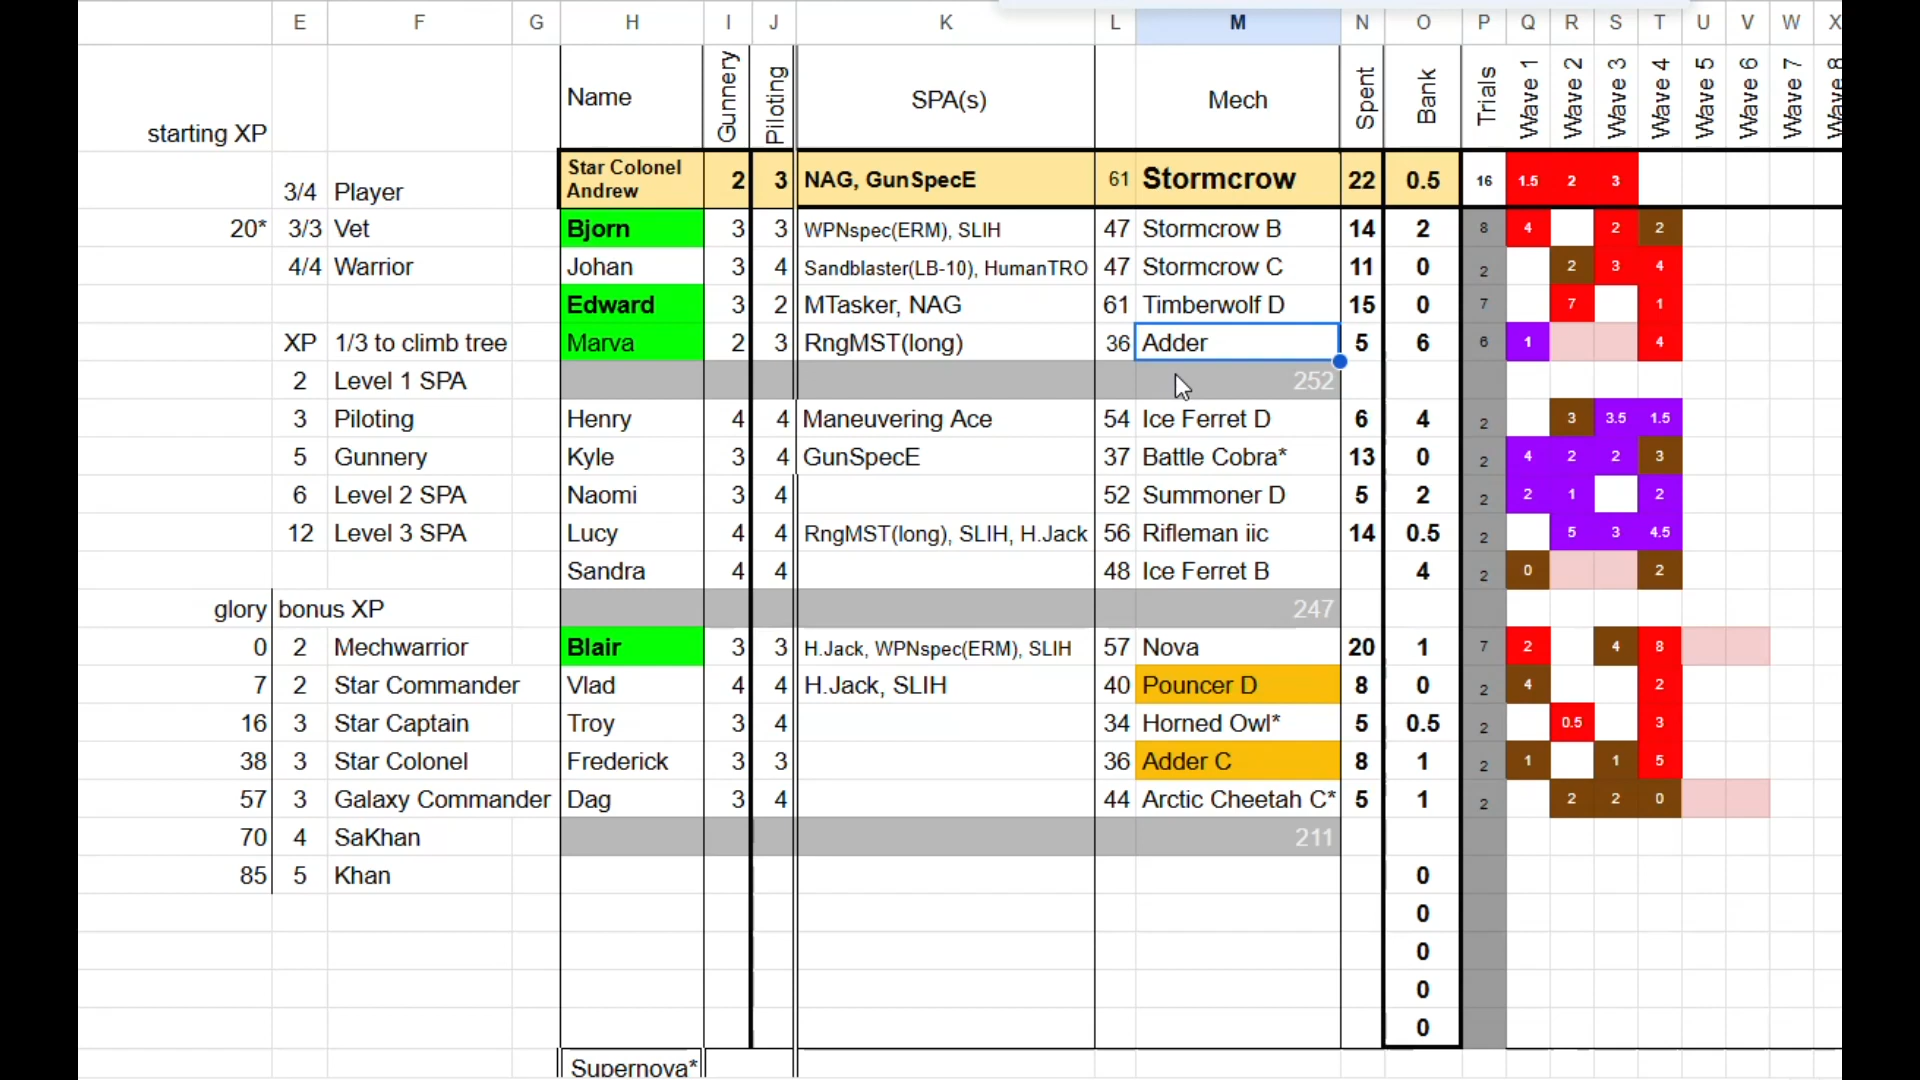 E F G H I J K L M N O P Q R S T U V W X
starting XP Name Gunnery Piloting SPA(s) Mech Spent Bank Trials Wave 1 Wave 2 Wave 3 Wave 4 Wave 5 Wave 6 Wave 7 Wave 8
3/4 Player Star Colonel Andrew 2 3 NAG, GunSpecE 61 Stormcrow 22 0.5 16 1.5 2 3
20* 3/3 Vet Bjorn 3 3 WPNspec(ERM), SLIH 47 Stormcrow B 14 2 8 4 2 2
4/4 Warrior Johan 3 4 Sandblaster(LB-10), HumanTRO 47 Stormcrow C 11 0 2 2 3 4
Edward 3 2 MTasker, NAG 61 Timberwolf D 15 0 7 7 1
XP 1/3 to climb tree Marva 2 3 RngMST(long) 36 Adder 5 6 6 1 4
2 Level 1 SPA 252
3 Piloting Henry 4 4 Maneuvering Ace 54 Ice Ferret D 6 4 2 3 3.5 1.5
5 Gunnery Kyle 3 4 GunSpecE 37 Battle Cobra* 13 0 2 4 2 2 3
6 Level 2 SPA Naomi 3 4 52 Summoner D 5 2 2 2 1 2
12 Level 3 SPA Lucy 4 4 RngMST(long), SLIH, H.Jack 56 Rifleman iic 14 0.5 2 5 3 4.5
Sandra 4 4 48 Ice Ferret B 4 2 0 2
glory bonus XP 247
0 2 Mechwarrior Blair 3 3 H.Jack, WPNspec(ERM), SLIH 57 Nova 20 1 7 2 4 8
7 2 Star Commander Vlad 4 4 H.Jack, SLIH 40 Pouncer D 8 0 2 4 2
16 3 Star Captain Troy 3 4 34 Horned Owl* 5 0.5 2 0.5 3
38 3 Star Colonel Frederick 3 3 36 Adder C 8 1 2 1 1 5
57 3 Galaxy Commander Dag 3 4 44 Arctic Cheetah C* 5 1 2 2 2 0
70 4 SaKhan 211
85 5 Khan 0
0
0
0
0
Supernova*